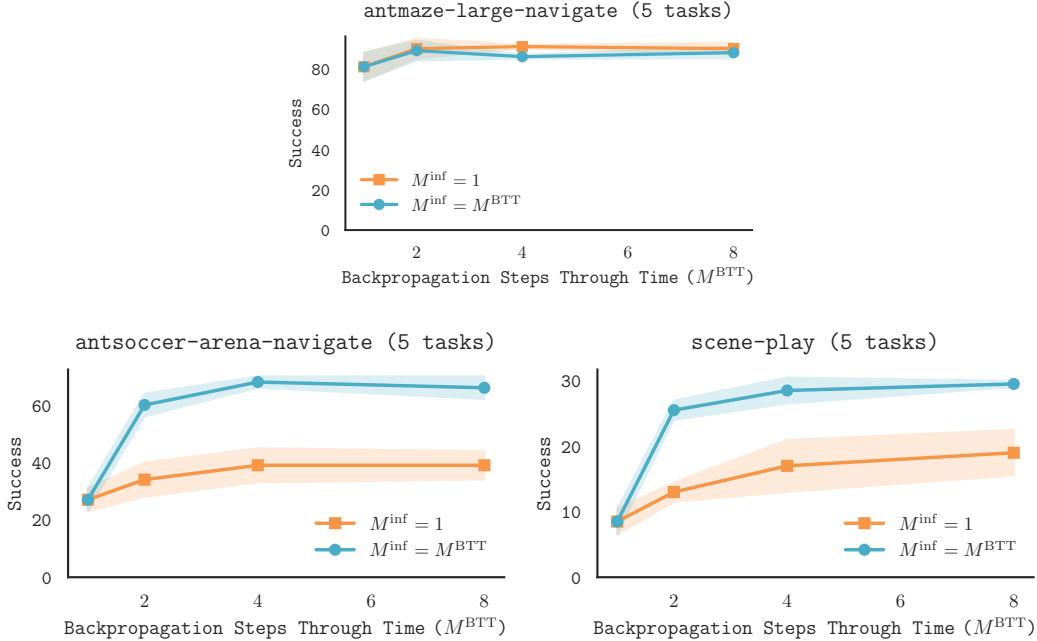 antmaze-large-navigate (5 tasks)
Success
80
60
40
20
0
M^inf = 1
M^inf = M^BTT
2 4 6 8
Backpropagation Steps Through Time (M^BTT)
antsoccer-arena-navigate (5 tasks)
Success
60
40
20
0
M^inf = 1
M^inf = M^BTT
2 4 6 8
Backpropagation Steps Through Time (M^BTT)
scene-play (5 tasks)
Success
30
20
10
0
M^inf = 1
M^inf = M^BTT
2 4 6 8
Backpropagation Steps Through Time (M^BTT)